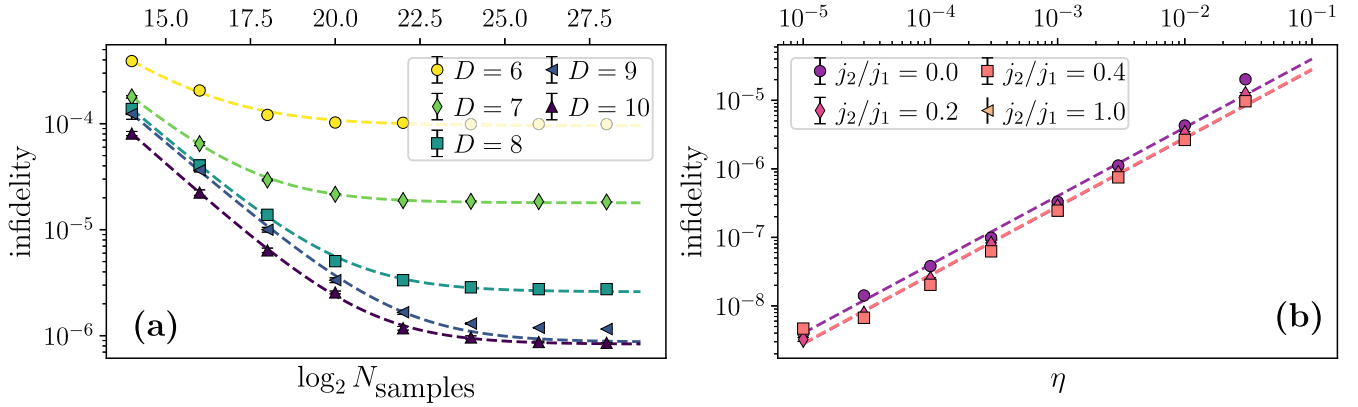 15.0 17.5 20.0 22.5 25.0 27.5
infidelity
10⁻⁴
10⁻⁵
10⁻⁶
D = 6
D = 7
D = 8
D = 9
D = 10
(a)
log₂ N_samples
10⁻⁵ 10⁻⁴ 10⁻³ 10⁻² 10⁻¹
infidelity
10⁻⁵
10⁻⁶
10⁻⁷
10⁻⁸
j₂/j₁ = 0.0
j₂/j₁ = 0.2
j₂/j₁ = 0.4
j₂/j₁ = 1.0
(b)
η